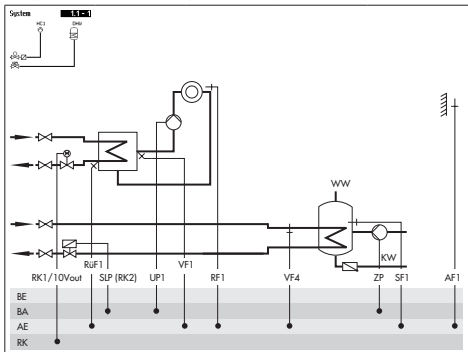 System 11.1 - 1
HC1 DHW
WW
KW
RüF1 VF1
RK1/10Vout SLP (RK2) UP1 RF1 VF4 ZP SF1 AF1
BE
BA
AE
RK